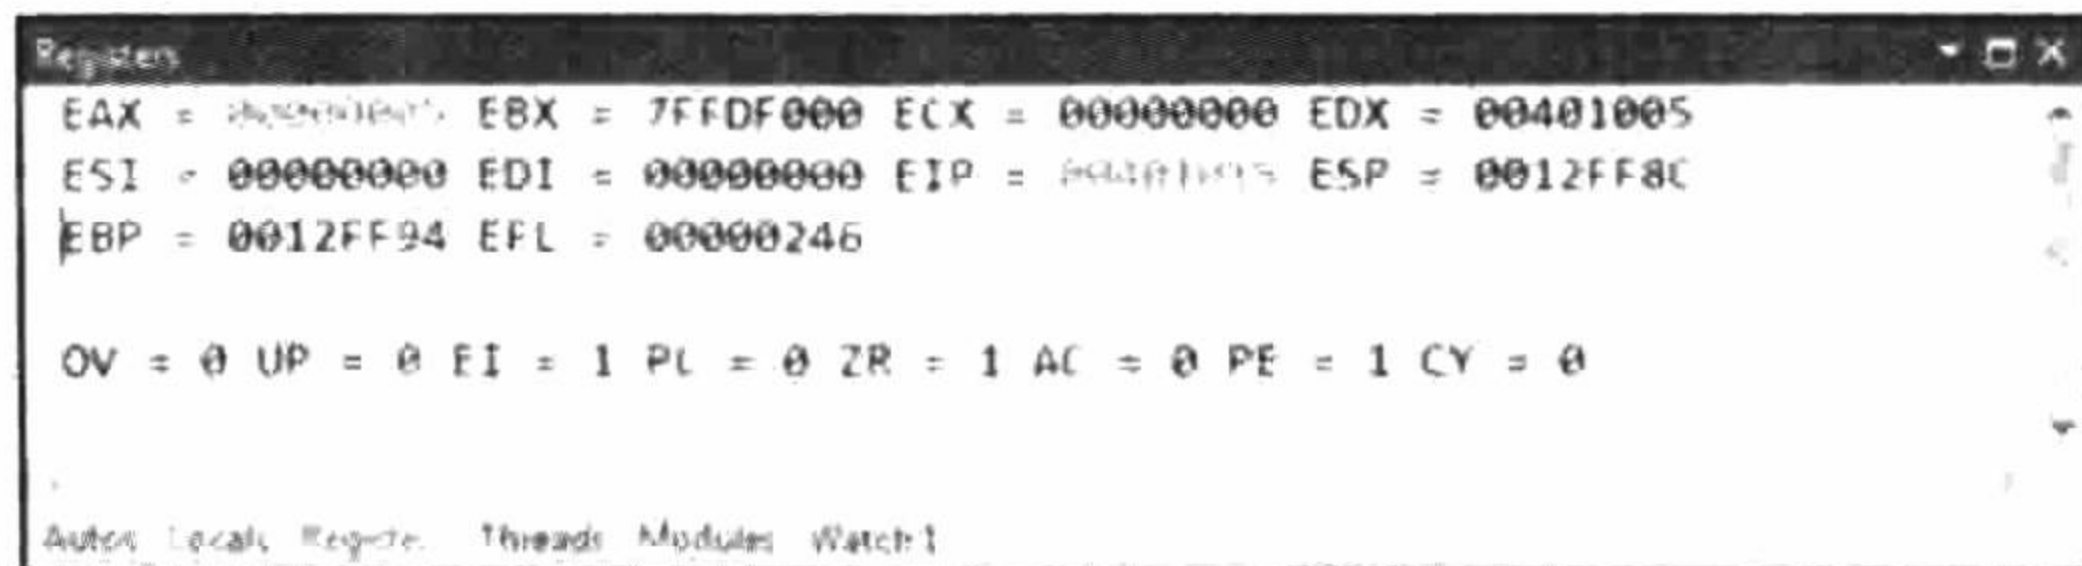 Registers
EAX = EBX = 7FFDF000 ECX = 00000000 EDX = 00401005
ESI = 00000000 EDI = 00000000 EIP = ESP = 0012FF8C
EBP = 0012FF94 EFL = 00000246
OV = 0 UP = 0 EI = 1 PL = 0 ZR = 1 AC = 0 PE = 1 CY = 0
Autos Locals Threads Modules Watch 1